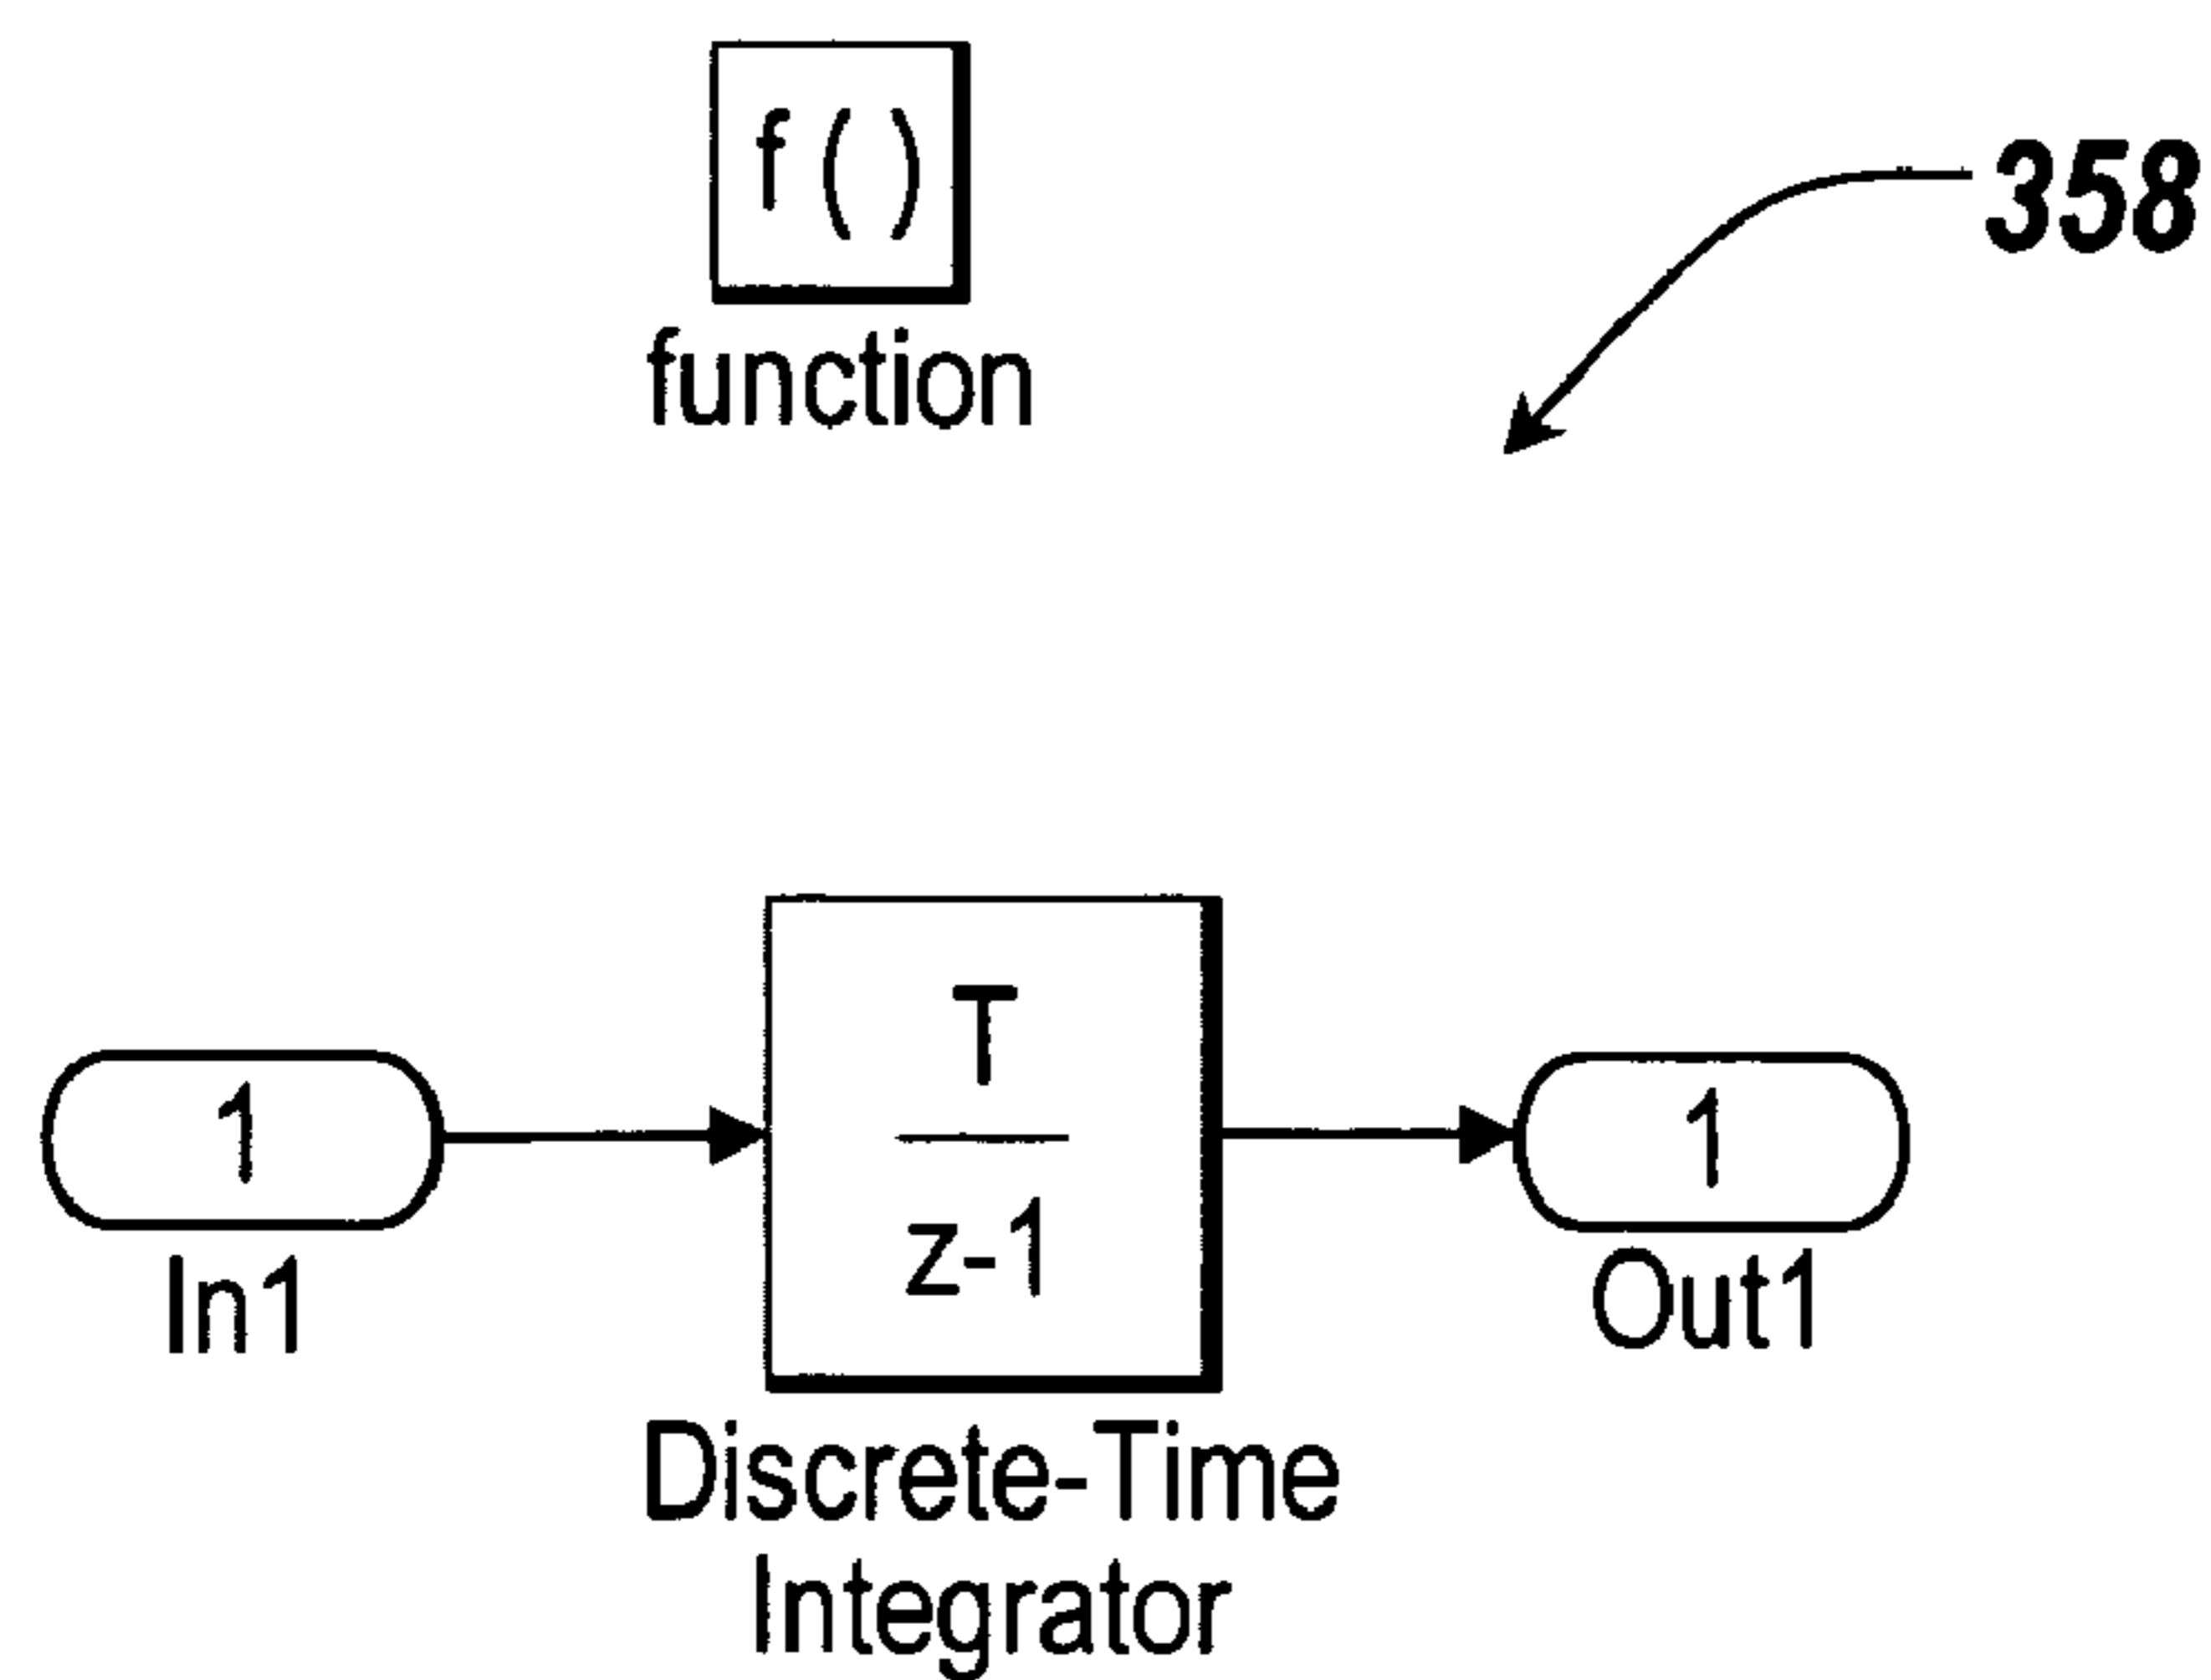 f ( )
function
358
1
In1
T
z-1
Discrete-Time
Integrator
1
Out1